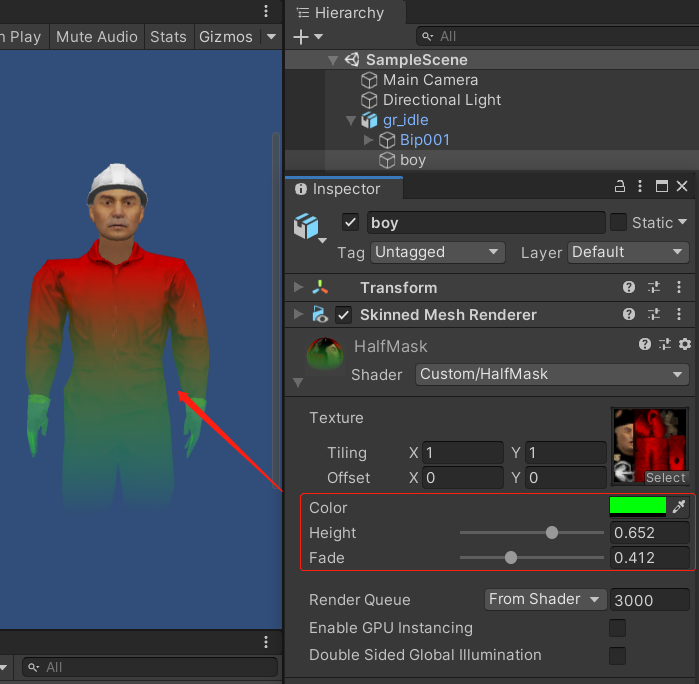 n Play Mute Audio Stats Gizmos
All
Hierarchy
All
SampleScene
Main Camera
Directional Light
gr_idle
Bip001
boy
Inspector
boy Static
Tag Untagged Layer Default
Transform
Skinned Mesh Renderer
HalfMask
Shader Custom/HalfMask
Texture
Tiling X 1 Y 1
Offset X 0 Y 0
Select
Color
Height 0.652
Fade 0.412
Render Queue From Shader 3000
Enable GPU Instancing
Double Sided Global Illumination